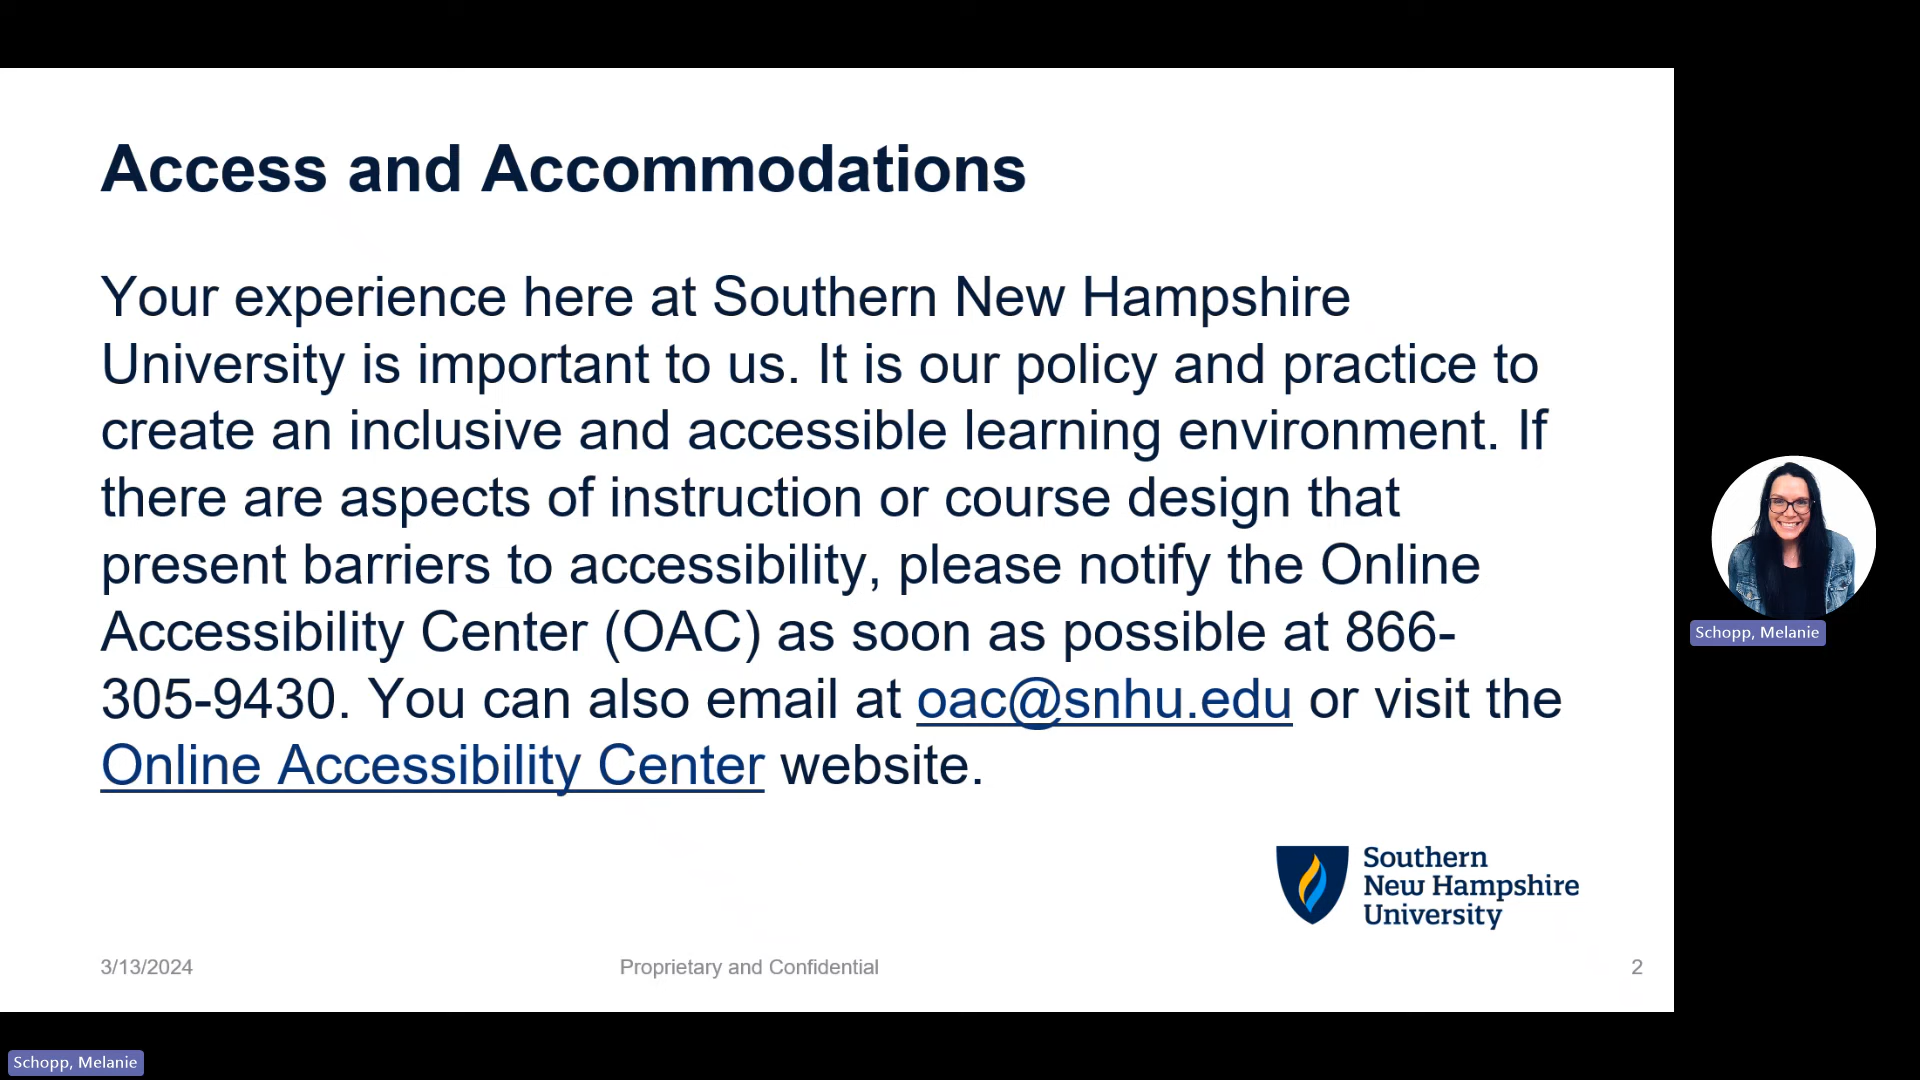 Access and Accommodations
Your experience here at Southern New Hampshire
University is important to us. It is our policy and practice to
create an inclusive and accessible learning environment. If
there are aspects of instruction or course design that
present barriers to accessibility, please notify the Online
Accessibility Center (OAC) as soon as possible at 866-
305-9430. You can also email at oac@snhu.edu or visit the
Online Accessibility Center website.
Southern
New Hampshire
University
3/13/2024
Proprietary and Confidential
2
Schopp, Melanie
Schopp, Melanie